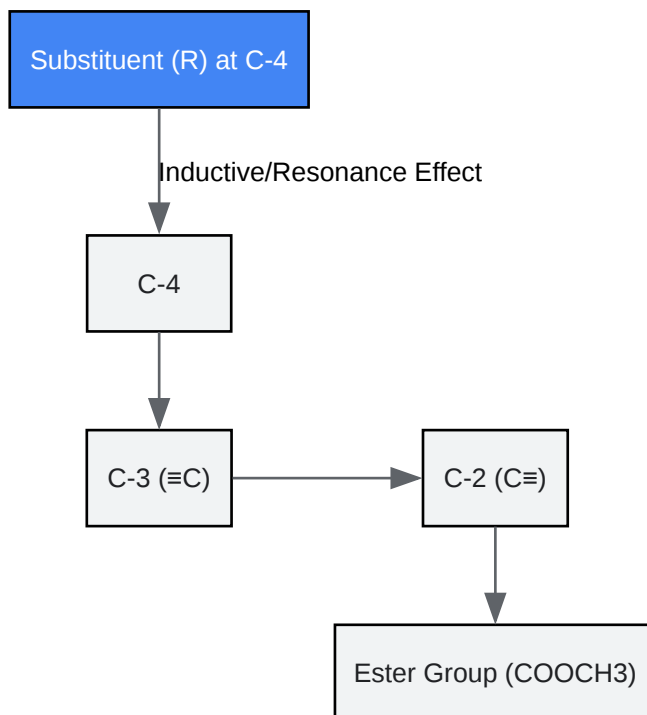 Substituent (R) at C-4
Inductive/Resonance Effect
C-4
C-3 (≡C)
C-2 (C≡)
Ester Group (COOCH3)